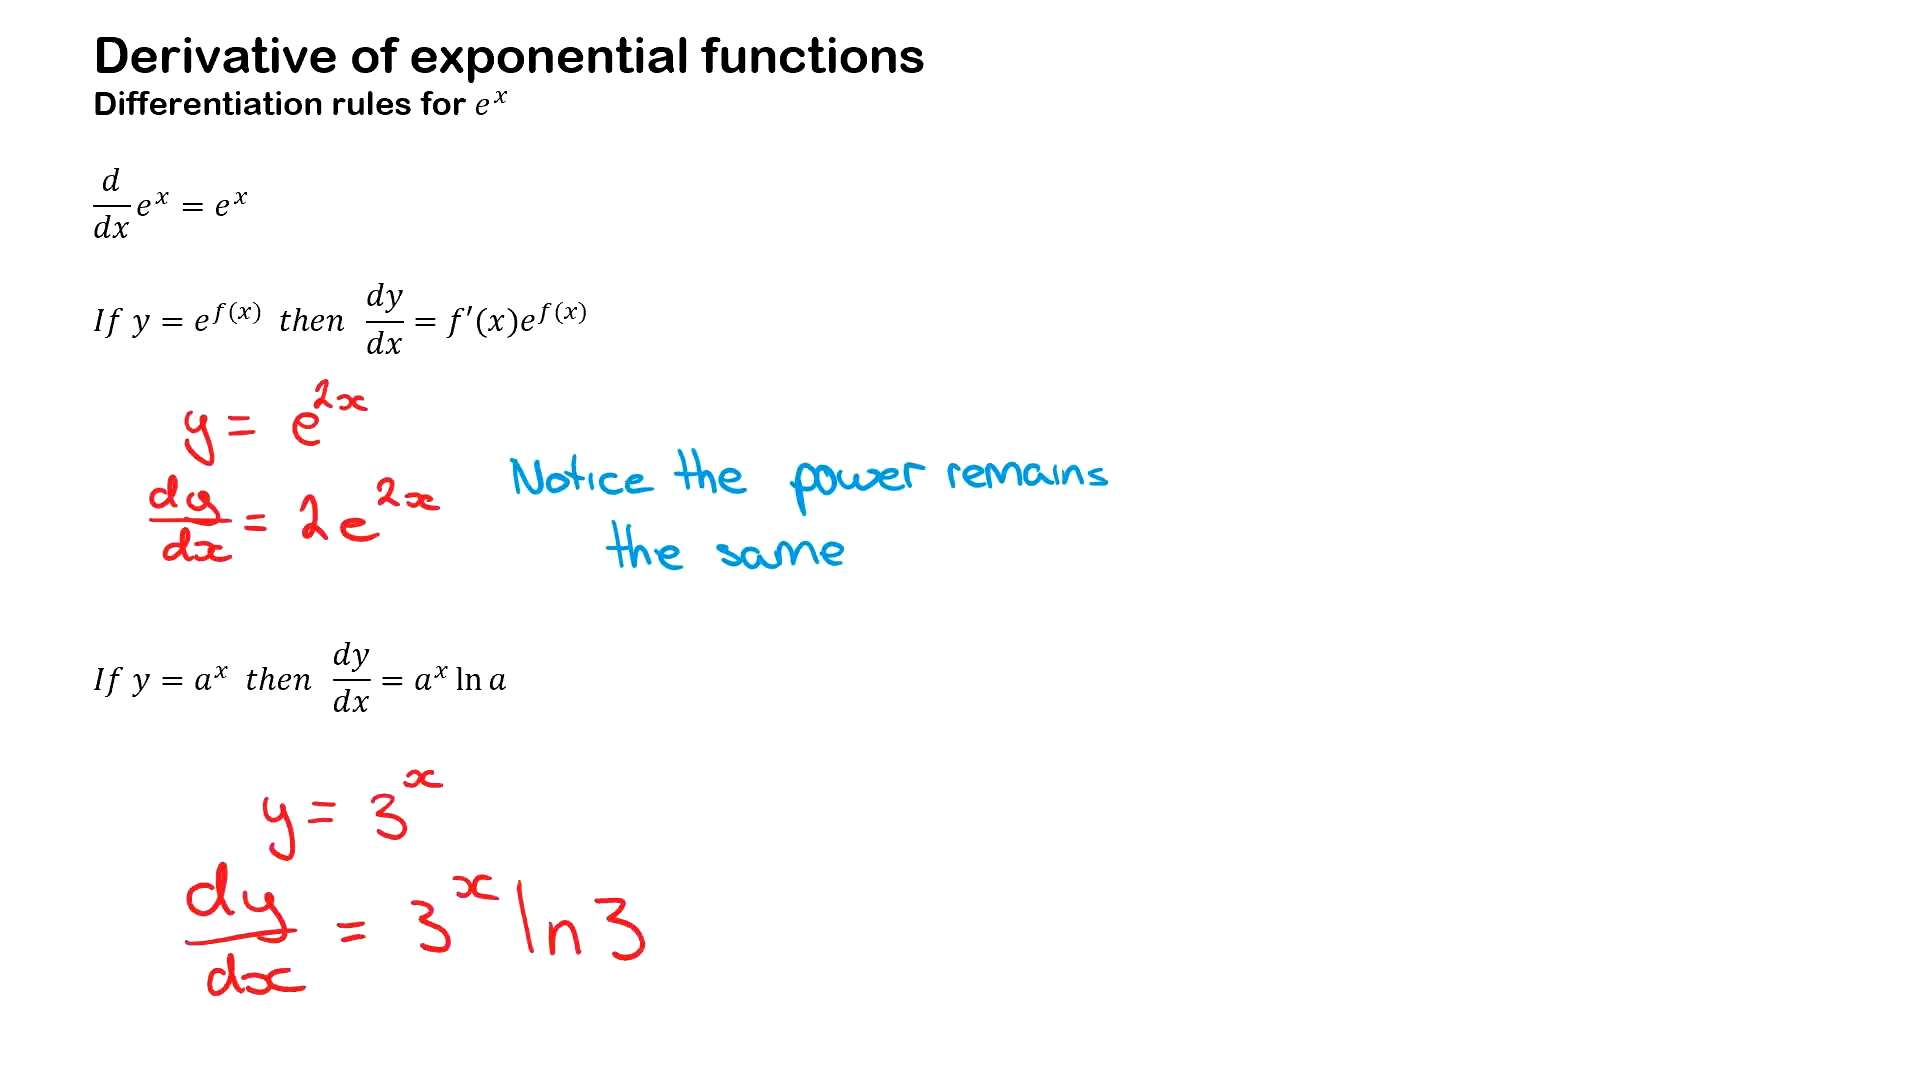 Derivative of exponential functions
Differentiation rules for e^x
d/dx e^x = e^x
If y = e^{f(x)} then dy/dx = f'(x)e^{f(x)}
y = e^{2x}
dy/dx = 2e^{2x}
Notice the power remains
the same
If y = a^x then dy/dx = a^x ln a
y = 3^x
dy/dx = 3^x ln 3